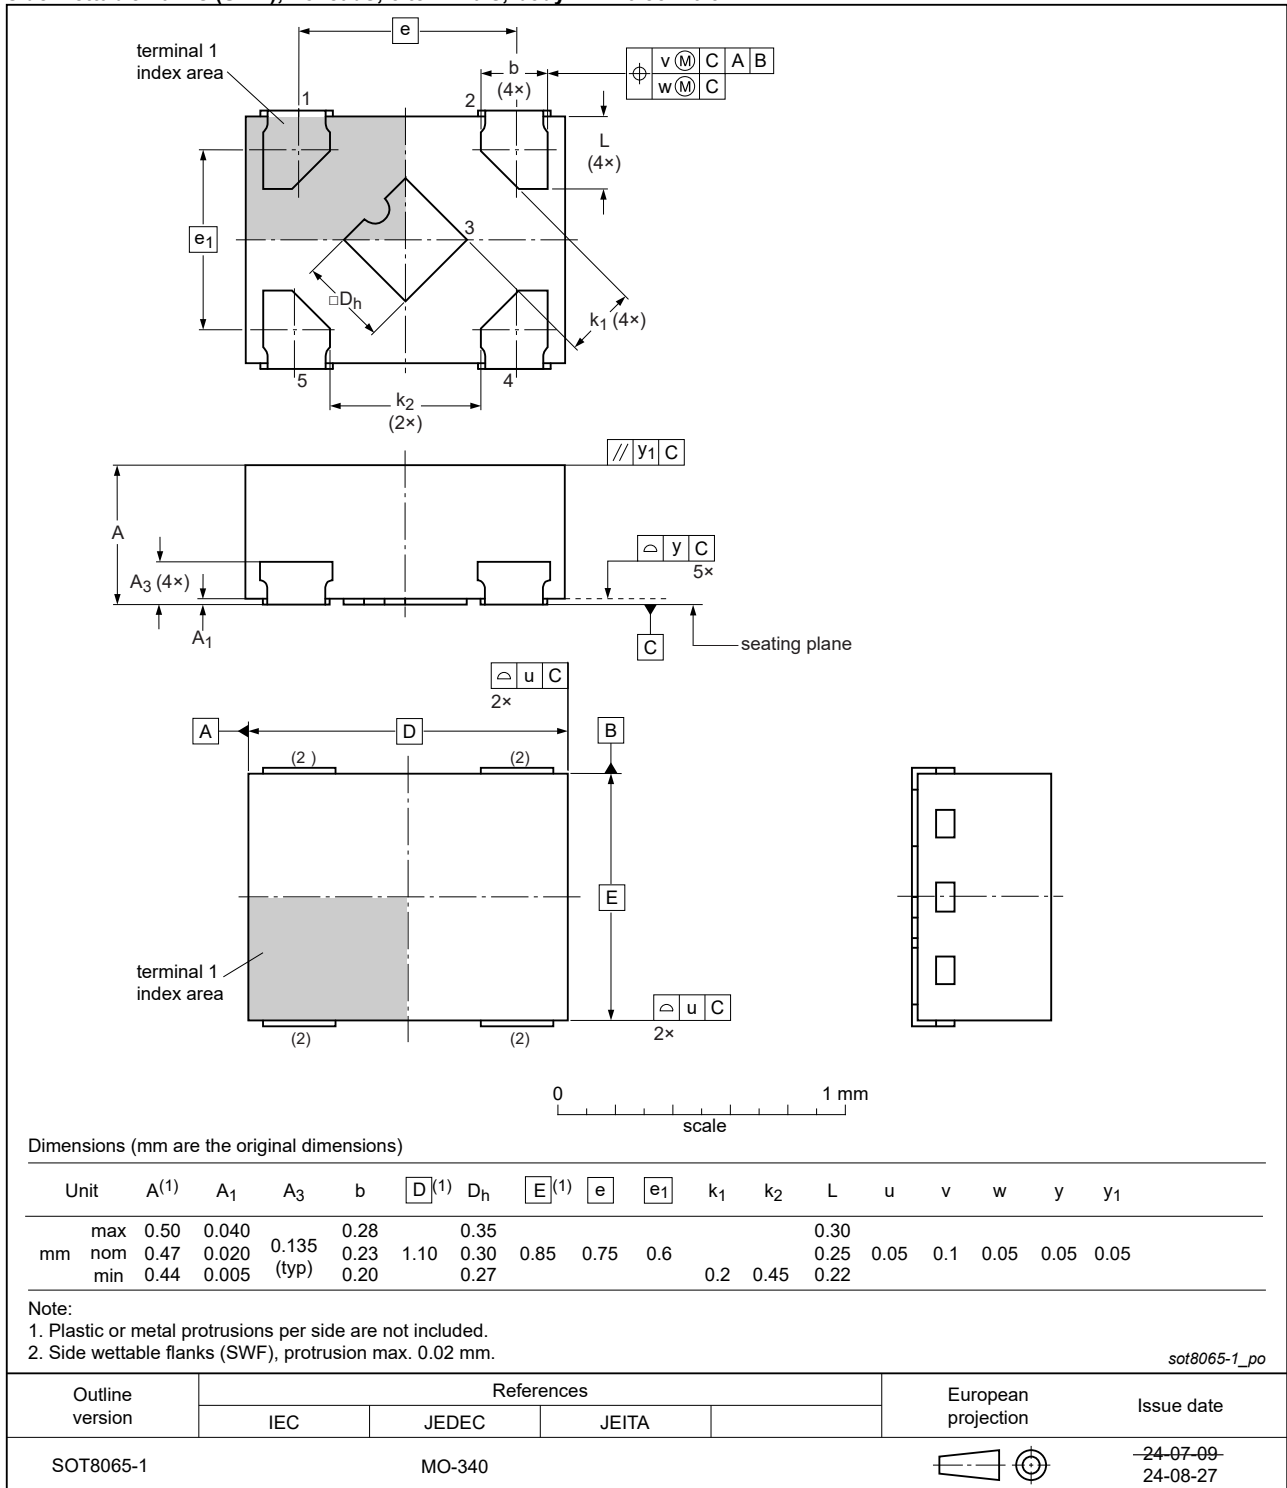 e
terminal 1
index area
b
(4×)
v Ⓜ C A B
w Ⓜ C
1
2
L
(4×)
e1
3
□Dh
k1 (4×)
5
4
k2
(2×)
// y1 C
A
A3 (4×)
A1
⌓ y C
5×
C
seating plane
⌓ u C
2×
A
D
B
(2 )
(2)
E
terminal 1
index area
⌓ u C
2×
(2)
(2)
0
1 mm
scale
Dimensions (mm are the original dimensions)
Unit A(1) A1 A3 b D(1) Dh E(1) e e1 k1 k2 L u v w y y1
mm
max 0.50 0.040 0.28 0.35 0.30
nom 0.47 0.020 0.135 (typ) 0.23 1.10 0.30 0.85 0.75 0.6 0.25 0.05 0.1 0.05 0.05 0.05
min 0.44 0.005 0.20 0.27 0.2 0.45 0.22
Note:
1. Plastic or metal protrusions per side are not included.
2. Side wettable flanks (SWF), protrusion max. 0.02 mm.
sot8065-1_po
Outline
version
References
IEC
JEDEC
JEITA
European
projection
Issue date
SOT8065-1
MO-340
24-07-09
24-08-27